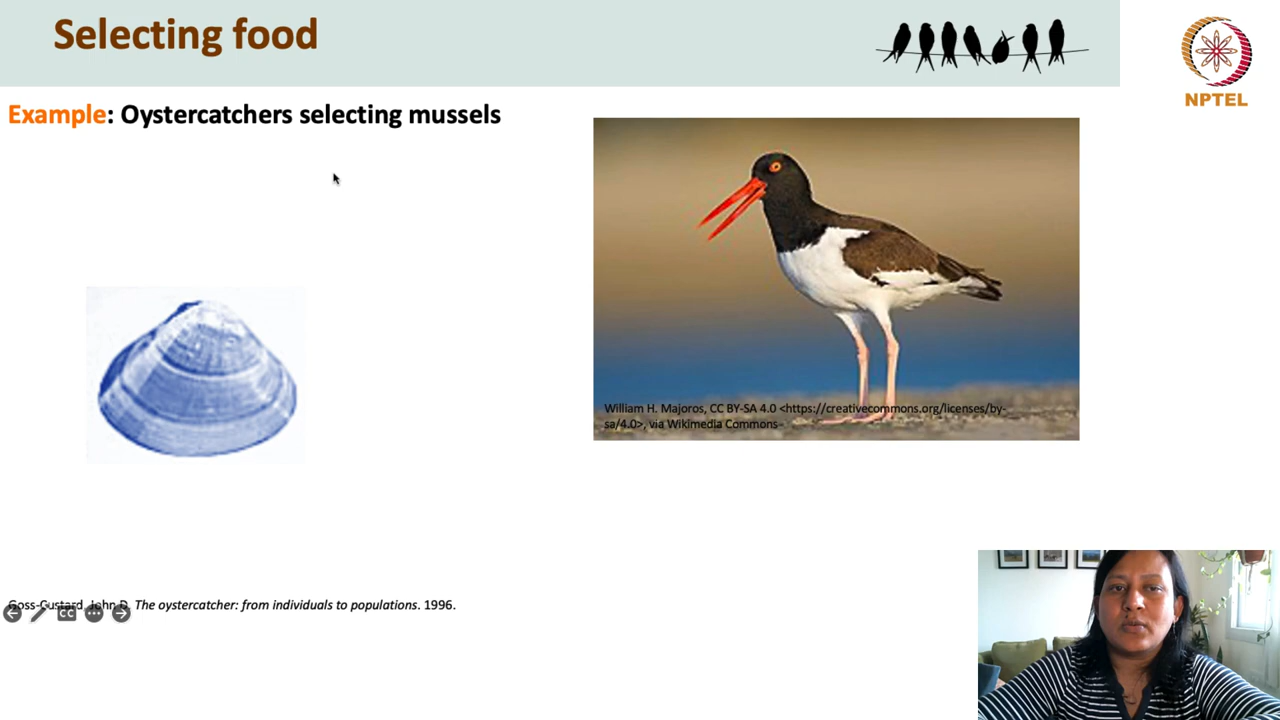 Selecting food
NPTEL
Example: Oystercatchers selecting mussels
William H. Majoros, CC BY-SA 4.0 <https://creativecommons.org/licenses/by-
sa/4.0>, via Wikimedia Commons
Goss-Custard, John D. The oystercatcher: from individuals to populations. 1996.
CC